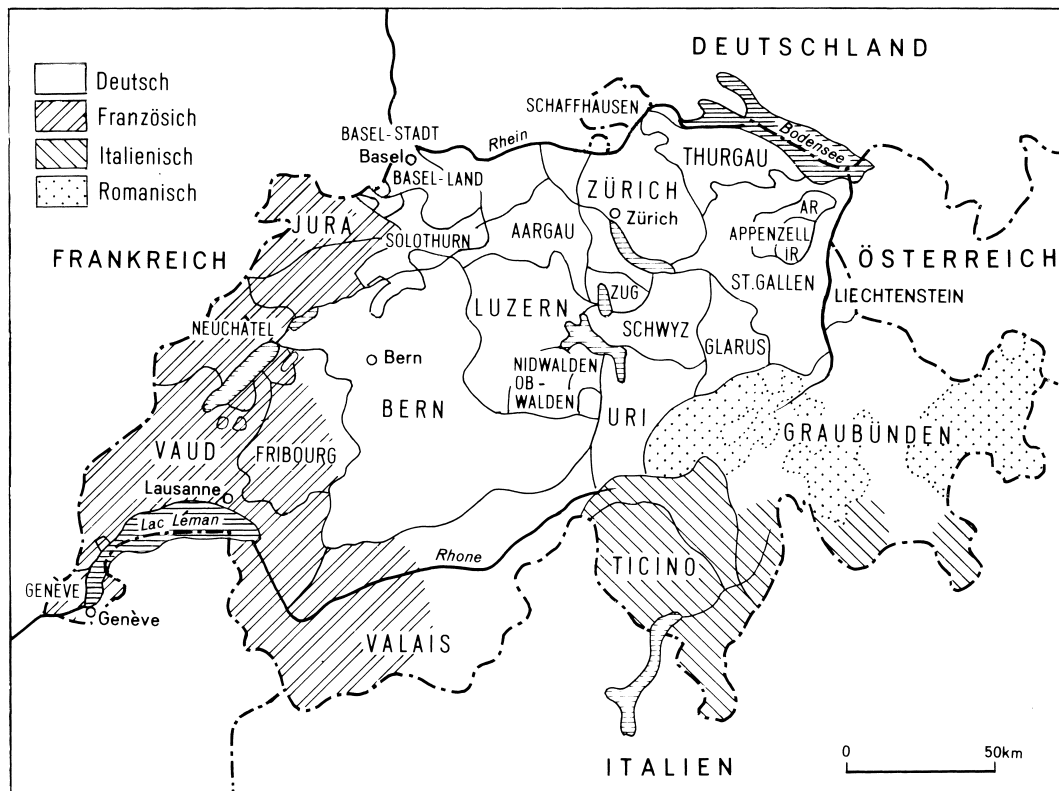 Deutsch
Französich
Italienisch
Romanisch
DEUTSCHLAND
SCHAFFHAUSEN
BASEL-STADT
Basel
BASEL-LAND
Rhein
Bodensee
THURGAU
ZÜRICH
Zürich
JURA
SOLOTHURN
AARGAU
AR
APPENZELL
IR
FRANKREICH
ÖSTERREICH
ST.GALLEN
LIECHTENSTEIN
ZUG
LUZERN
NEUCHÂTEL
SCHWYZ
GLARUS
Bern
NIDWALDEN
OB-
WALDEN
BERN
URI
GRAUBÜNDEN
VAUD
FRIBOURG
Lausanne
Lac Léman
Rhone
TICINO
GENÈVE
Genève
VALAIS
ITALIEN
0
50km